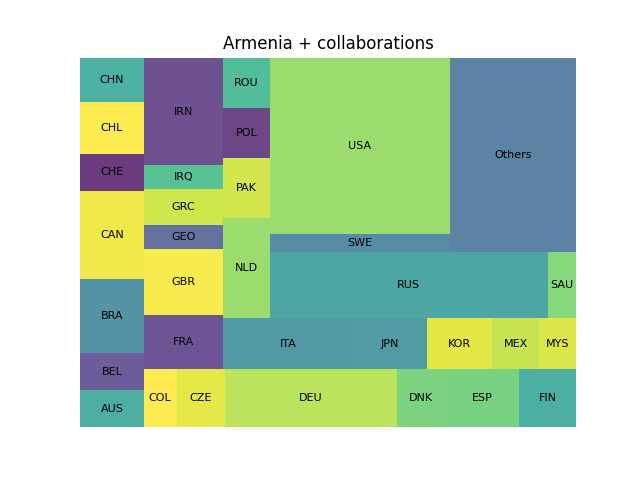 Armenia + collaborations
CHN
IRN
ROU
USA
Others
CHL
POL
CHE
IRQ
PAK
CAN
GRC
GEO
SWE
GBR
NLD
RUS
SAU
BRA
FRA
ITA
JPN
KOR
MEX
MYS
BEL
AUS
COL
CZE
DEU
DNK
ESP
FIN